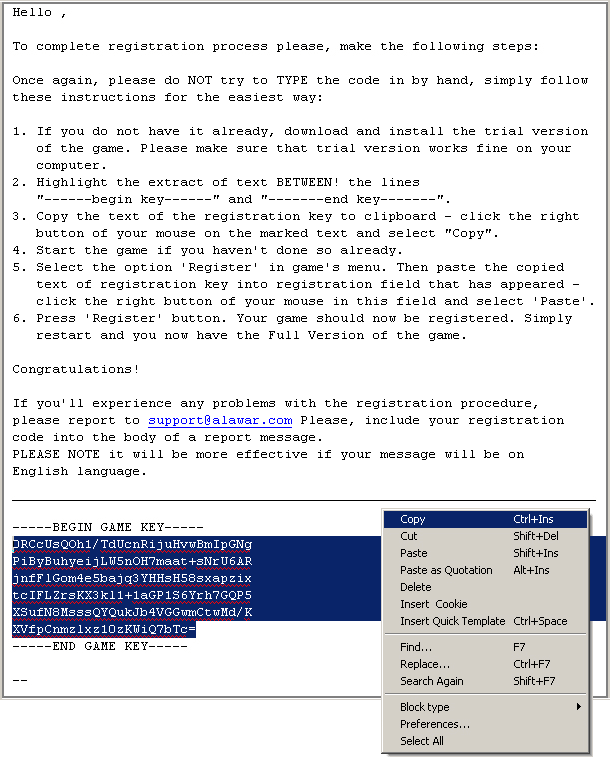 Hello ,
To complete registration process please, make the following steps:
Once again, please do NOT try to TYPE the code in by hand, simply follow
these instructions for the easiest way:
1. If you do not have it already, download and install the trial version
of the game. Please make sure that trial version works fine on your
computer.
2. Highlight the extract of text BETWEEN! the lines
"------begin key------" and "-------end key-------".
3. Copy the text of the registration key to clipboard - click the right
button of your mouse on the marked text and select "Copy".
4. Start the game if you haven't done so already.
5. Select the option 'Register' in game's menu. Then paste the copied
text of registration key into registration field that has appeared -
click the right button of your mouse in this field and select 'Paste'.
6. Press 'Register' button. Your game should now be registered. Simply
restart and you now have the Full Version of the game.
Congratulations!
If you'll experience any problems with the registration procedure,
please report to support@alawar.com Please, include your registration
code into the body of a report message.
PLEASE NOTE it will be more effective if your message will be on
English language.
-----BEGIN GAME KEY-----
DRCcUsQOh1/TdUcnRijuHvwBmIpGNg
PiByBuhyeijLW5nOH7maat+sNrU6AR
jnfFlGom4e5bajq3YHHsH58sxapzix
tcIFLZrsKX3kl1+1aGP1S6Yrh7GQP5
XSufN8MsssQYQukJb4VGGwmCtwMd/K
XVfpCnmzlxz1OzKWiQ7bTc=
-----END GAME KEY-----
--
Copy Ctrl+Ins
Cut Shift+Del
Paste Shift+Ins
Paste as Quotation Alt+Ins
Delete
Insert Cookie
Insert Quick Template Ctrl+Space
Find... F7
Replace... Ctrl+F7
Search Again Shift+F7
Block type
Preferences...
Select All